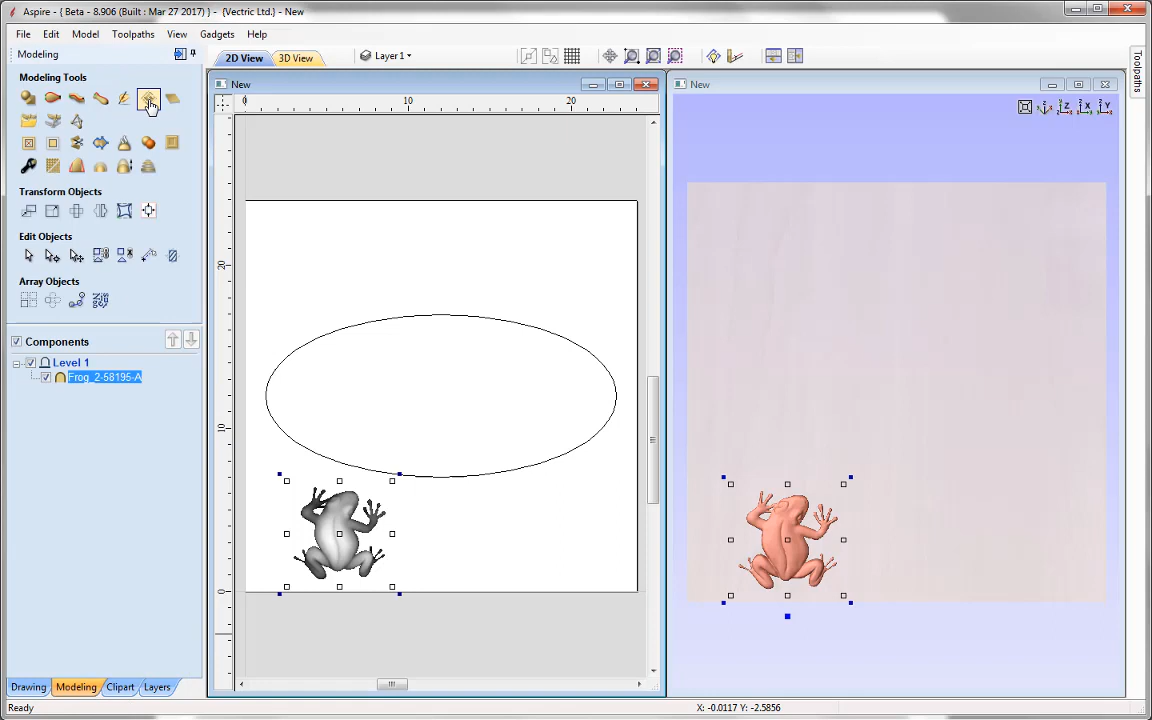 Aspire - { Beta - 8.906 (Built : Mar 27 2017) } - {Vectric Ltd.} - New
File Edit Model Toolpaths View Gadgets Help
Modeling
2D View 3D View Layer1
Toolpaths
Modeling Tools
New
New
0 10 20
Z X Y
20
10
0
Transform Objects
Edit Objects
Array Objects
Components
Level 1
Frog_2-58195-A
Drawing Modeling Clipart Layers
Ready X: -0.0117 Y: -2.5856